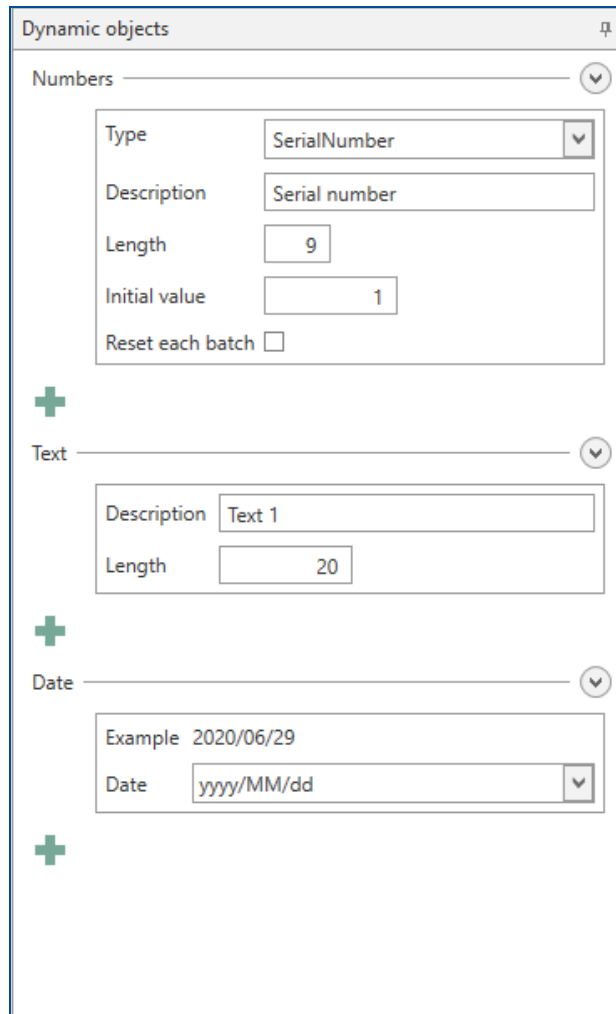 Dynamic objects
Numbers
Type SerialNumber
Description Serial number
Length 9
Initial value 1
Reset each batch
Text
Description Text 1
Length 20
Date
Example 2020/06/29
Date yyyy/MM/dd